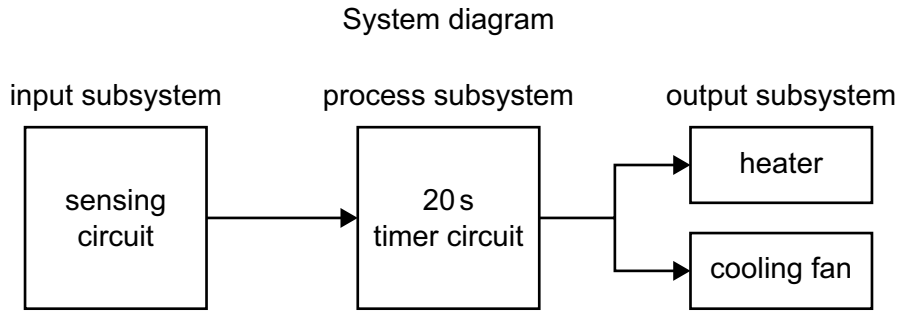 System diagram
input subsystem
process subsystem
output subsystem
sensing
circuit
20 s
timer circuit
heater
cooling fan